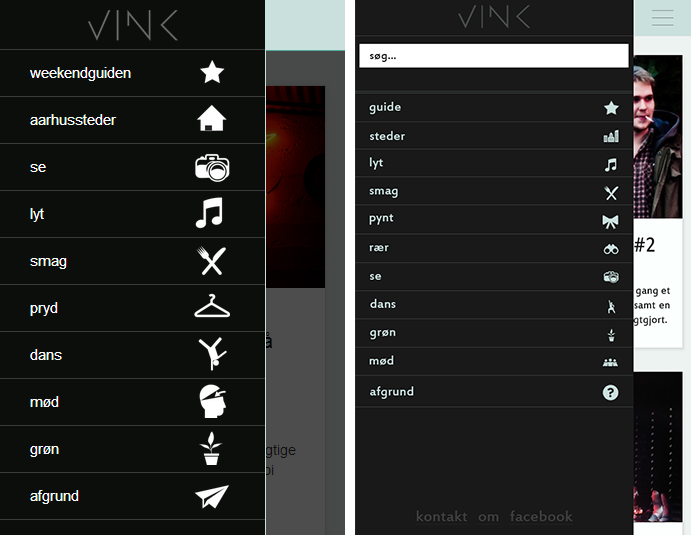 VINK
weekendguiden
aarhussteder
se
lyt
smag
pryd
dans
mød
grøn
afgrund
å
gtige
oi
VINK
søg...
guide
steder
lyt
smag
pynt
rær
se
dans
grøn
mød
afgrund
?
kontakt om facebook
#2
gang et
samt en
gtgjort.